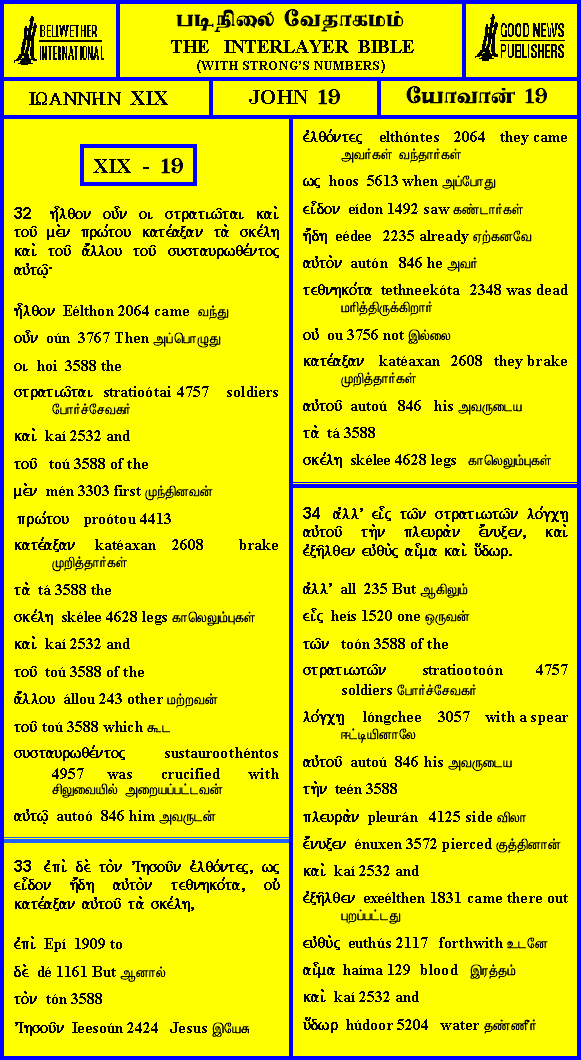 BELLWETHER
INTERNATIONAL
படிநிலை வேதாகமம்
THE INTERLAYER BIBLE
(WITH STRONG'S NUMBERS)
GOOD NEWS
PUBLISHERS
ΙΩΑΝΝΗΝ XIX
JOHN 19
யோவான் 19
XIX - 19
32 ἦλθον οὖν οι στρατιῶται καὶ
τοῦ μὲν πρώτου κατέαξαν τὰ σκέλη
καὶ τοῦ ἄλλου τοῦ συσταυρωθέντος
αὐτῷ·
ἦλθον Eélthon 2064 came வந்து
οὖν oún 3767 Then அப்பொழுது
οι hoi 3588 the
στρατιῶται stratioótai 4757 soldiers
போர்ச்சேவகர்
καὶ kaí 2532 and
τοῦ toú 3588 of the
μὲν mén 3303 first முந்தினவன்
πρώτου proótou 4413
κατέαξαν katéaxan 2608 brake
முறித்தார்கள்
τὰ tá 3588 the
σκέλη skélee 4628 legs காலெலும்புகள்
καὶ kaí 2532 and
τοῦ toú 3588 of the
ἄλλου állou 243 other மற்றவன்
τοῦ toú 3588 which கூட
συσταυρωθέντος sustauroothéntos
4957 was crucified with
சிலுவையில் அறையப்பட்டவன்
αὐτῷ autoó 846 him அவருடன்
33 ἐπὶ δὲ τὸν Ἰησοῦν ἐλθόντες, ως
εἶδον ἤδη αὐτὸν τεθνηκότα, οὐ
κατέαξαν αὐτοῦ τὰ σκέλη,
ἐπὶ Epí 1909 to
δὲ dé 1161 But ஆனால்
τὸν tón 3588
Ἰησοῦν Ieesoún 2424 Jesus இயேசு
ἐλθόντες elthóntes 2064 they came
அவர்கள் வந்தார்கள்
ως hoos 5613 when அப்போது
εἶδον eídon 1492 saw கண்டார்கள்
ἤδη eédee 2235 already ஏற்கனவே
αὐτὸν autón 846 he அவர்
τεθνηκότα tethneekóta 2348 was dead
மரித்திருக்கிறார்
οὐ ou 3756 not இல்லை
κατέαξαν katéaxan 2608 they brake
முறித்தார்கள்
αὐτοῦ autoú 846 his அவருடைய
τὰ tá 3588
σκέλη skélee 4628 legs காலெலும்புகள்
34 ἀλλ' εἷς τῶν στρατιωτῶν λόγχῃ
αὐτοῦ τὴν πλευρὰν ἔνυξεν, καὶ
ἐξῆλθεν εὐθὺς αἷμα καὶ ὕδωρ.
ἀλλ' all 235 But ஆகிலும்
εἷς heís 1520 one ஒருவன்
τῶν toón 3588 of the
στρατιωτῶν stratiootoón 4757
soldiers போர்ச்சேவகர்
λόγχῃ lóngchee 3057 with a spear
ஈட்டியினாலே
αὐτοῦ autoú 846 his அவருடைய
τὴν teén 3588
πλευρὰν pleurán 4125 side விலா
ἔνυξεν énuxen 3572 pierced குத்தினான்
καὶ kaí 2532 and
ἐξῆλθεν exeélthen 1831 came there out
புறப்பட்டது
εὐθὺς euthús 2117 forthwith உடனே
αἷμα haíma 129 blood இரத்தம்
καὶ kaí 2532 and
ὕδωρ húdoor 5204 water தண்ணீர்